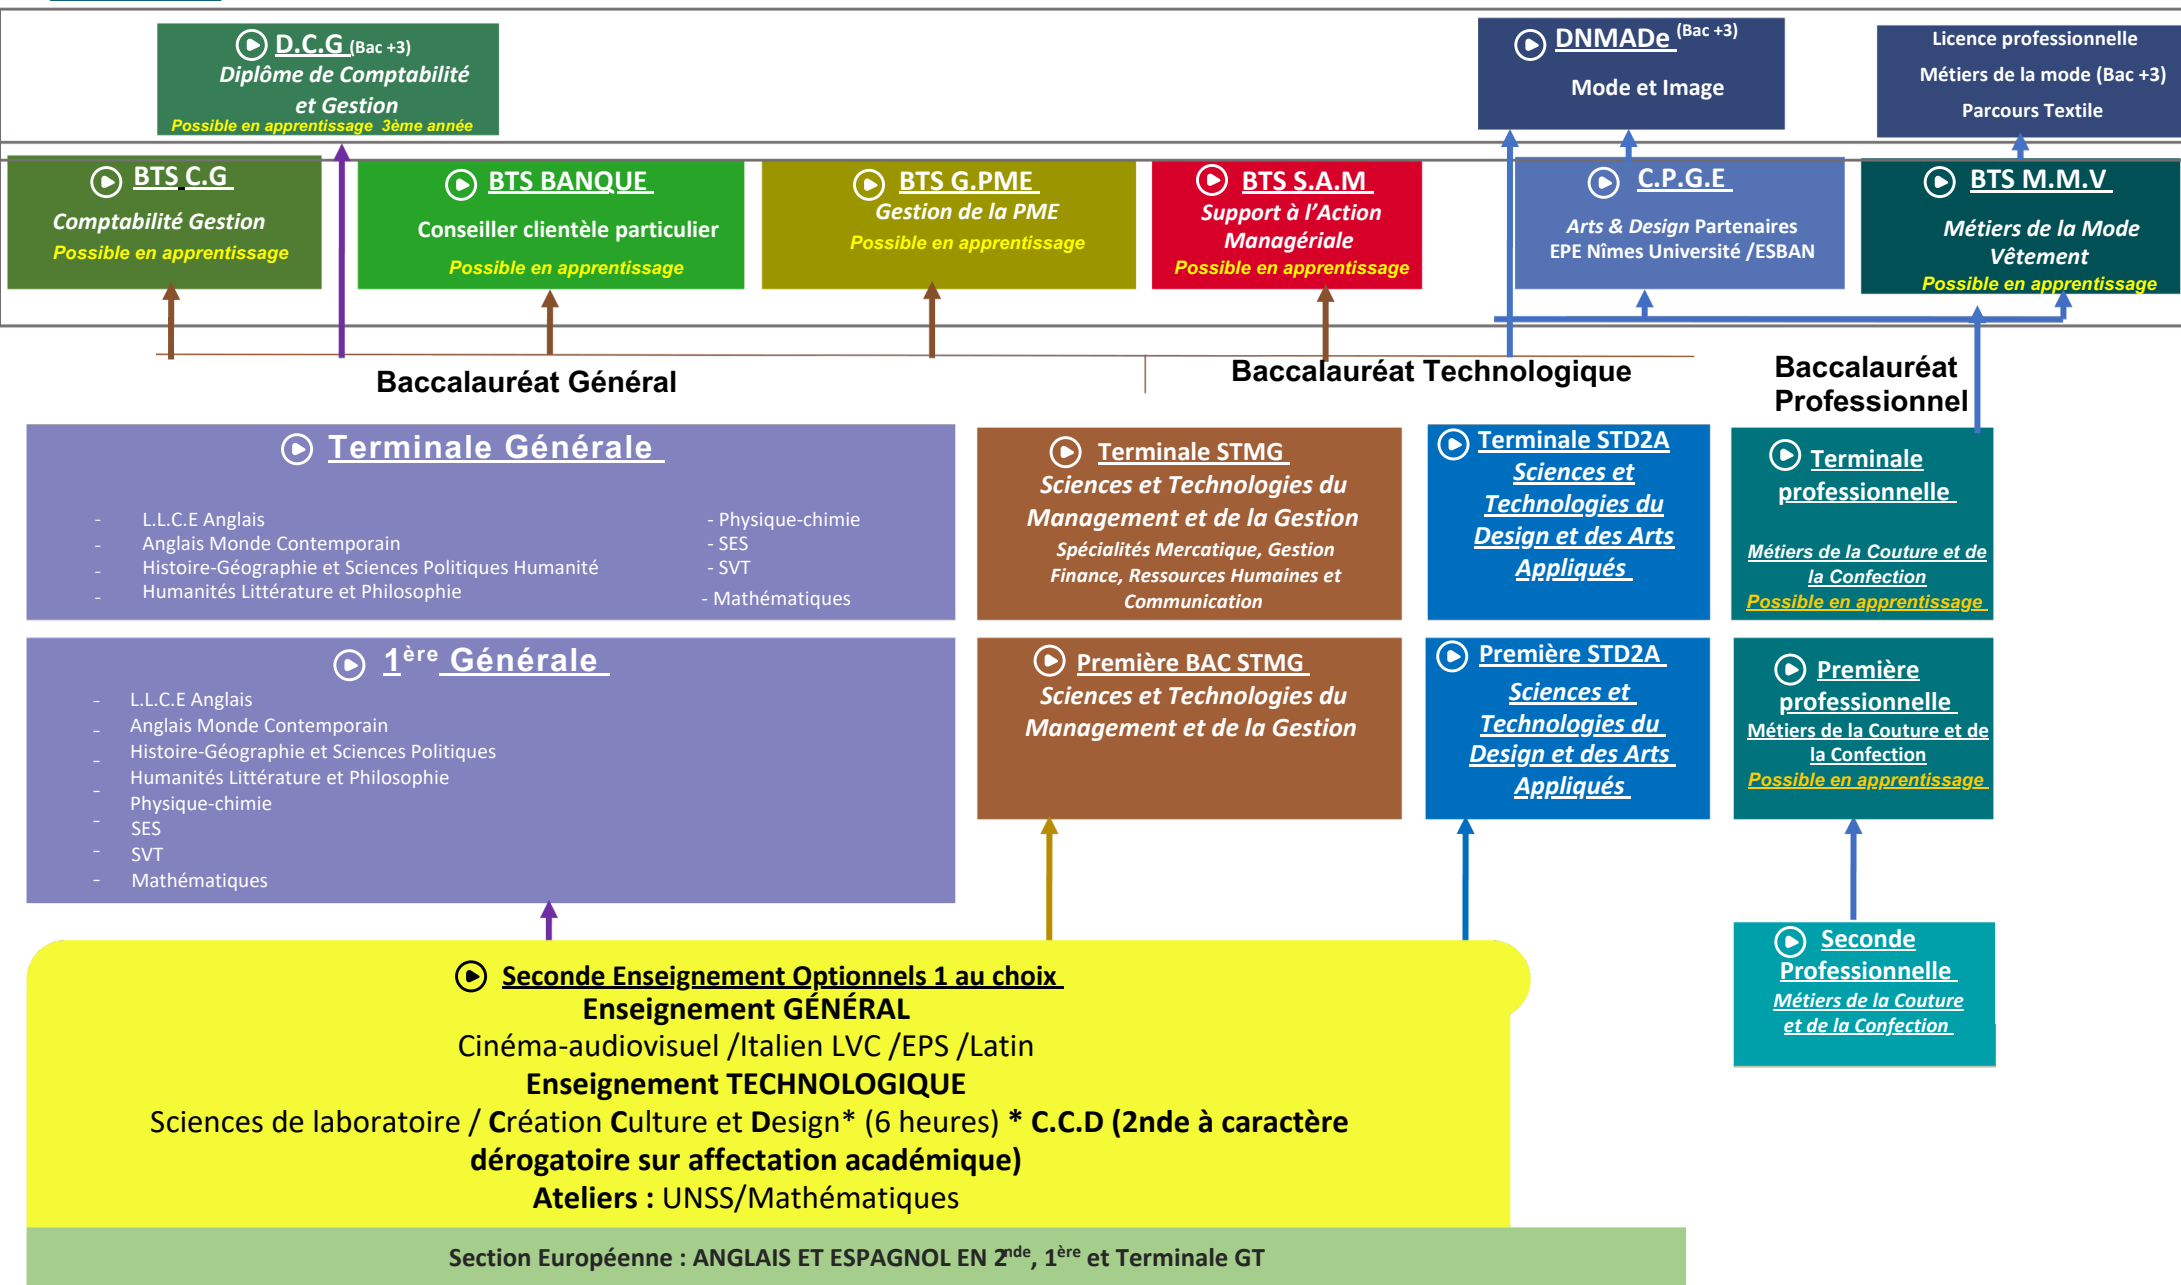 D.C.G (Bac +3)
Diplôme de Comptabilité
et Gestion
Possible en apprentissage 3ème année
DNMADe (Bac +3)
Mode et Image
Licence professionnelle
Métiers de la mode (Bac +3)
Parcours Textile
BTS C.G
Comptabilité Gestion
Possible en apprentissage
BTS BANQUE
Conseiller clientèle particulier
Possible en apprentissage
BTS G.PME
Gestion de la PME
Possible en apprentissage
BTS S.A.M
Support à l'Action
Managériale
Possible en apprentissage
C.P.G.E
Arts & Design Partenaires
EPE Nîmes Université /ESBAN
BTS M.M.V
Métiers de la Mode
Vêtement
Possible en apprentissage
Baccalauréat Général
Baccalauréat Technologique
Baccalauréat
Professionnel
Terminale Générale
- L.L.C.E Anglais
- Anglais Monde Contemporain
- Histoire-Géographie et Sciences Politiques Humanité
- Humanités Littérature et Philosophie
- Physique-chimie
- SES
- SVT
- Mathématiques
Terminale STMG
Sciences et Technologies du
Management et de la Gestion
Spécialités Mercatique, Gestion
Finance, Ressources Humaines et
Communication
Terminale STD2A
Sciences et
Technologies du
Design et des Arts
Appliqués
Terminale
professionnelle
Métiers de la Couture et de
la Confection
Possible en apprentissage
1ère Générale
- L.L.C.E Anglais
- Anglais Monde Contemporain
- Histoire-Géographie et Sciences Politiques
- Humanités Littérature et Philosophie
- Physique-chimie
- SES
- SVT
- Mathématiques
Première BAC STMG
Sciences et Technologies du
Management et de la Gestion
Première STD2A
Sciences et
Technologies du
Design et des Arts
Appliqués
Première
professionnelle
Métiers de la Couture et de
la Confection
Possible en apprentissage
Seconde Enseignement Optionnels 1 au choix
Enseignement GÉNÉRAL
Cinéma-audiovisuel /Italien LVC /EPS /Latin
Enseignement TECHNOLOGIQUE
Sciences de laboratoire / Création Culture et Design* (6 heures) * C.C.D (2nde à caractère
dérogatoire sur affectation académique)
Ateliers : UNSS/Mathématiques
Seconde
Professionnelle
Métiers de la Couture
et de la Confection
Section Européenne : ANGLAIS ET ESPAGNOL EN 2nde, 1ère et Terminale GT